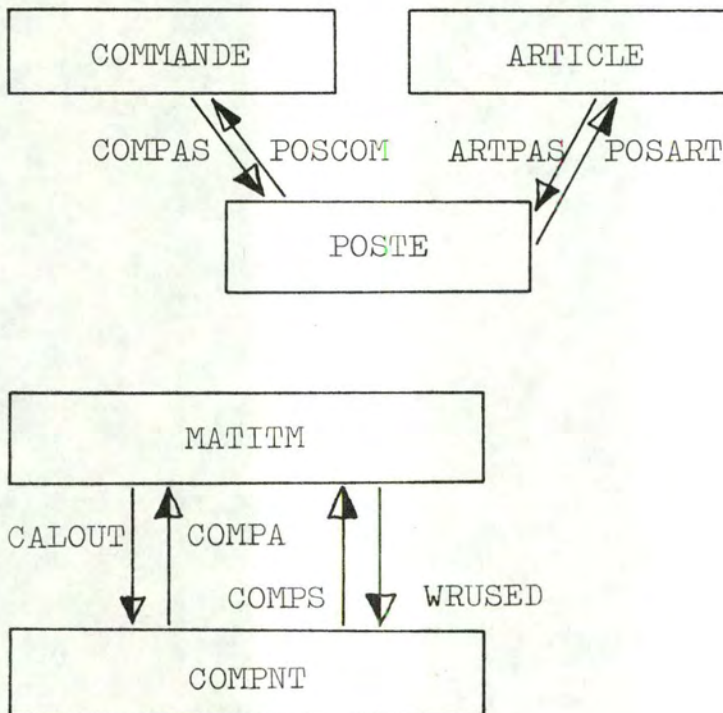 COMMANDE ARTICLE
COMPAS POSCOM ARTPAS POSART
POSTE
MATITM
CALOUT COMPA
COMPS WRUSED
COMPNT